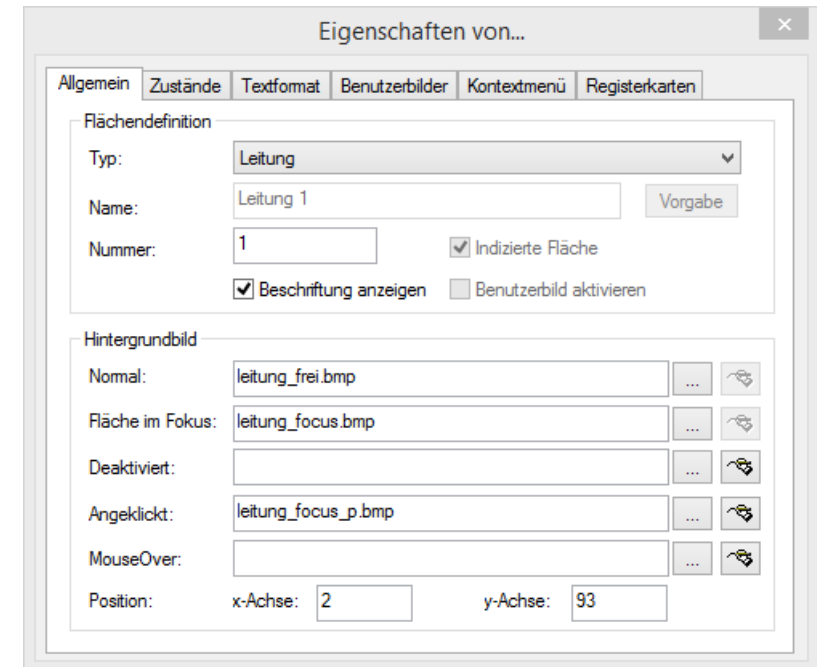 Eigenschaften von...
Allgemein Zustände Textformat Benutzerbilder Kontextmenü Registerkarten
Flächendefinition
Typ: Leitung
Name: Leitung 1 Vorgabe
Nummer: 1 Indizierte Fläche
Beschriftung anzeigen Benutzerbild aktivieren
Hintergrundbild
Normal: leitung_frei.bmp ...
Fläche im Fokus: leitung_focus.bmp ...
Deaktiviert: ...
Angeklickt: leitung_focus_p.bmp ...
MouseOver: ...
Position: x-Achse: 2 y-Achse: 93